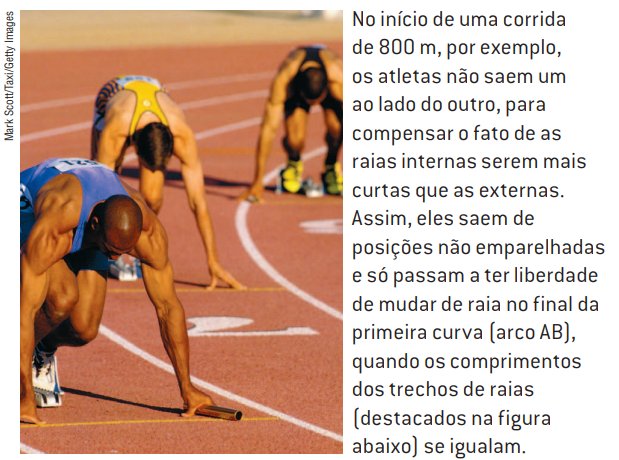 Mark Scott/Taxi/Getty Images
No início de uma corrida
de 800 m, por exemplo,
os atletas não saem um
ao lado do outro, para
compensar o fato de as
raias internas serem mais
curtas que as externas.
Assim, eles saem de
posições não emparelhadas
e só passam a ter liberdade
de mudar de raia no final da
primeira curva (arco AB),
quando os comprimentos
dos trechos de raias
(destacados na figura
abaixo) se igualam.